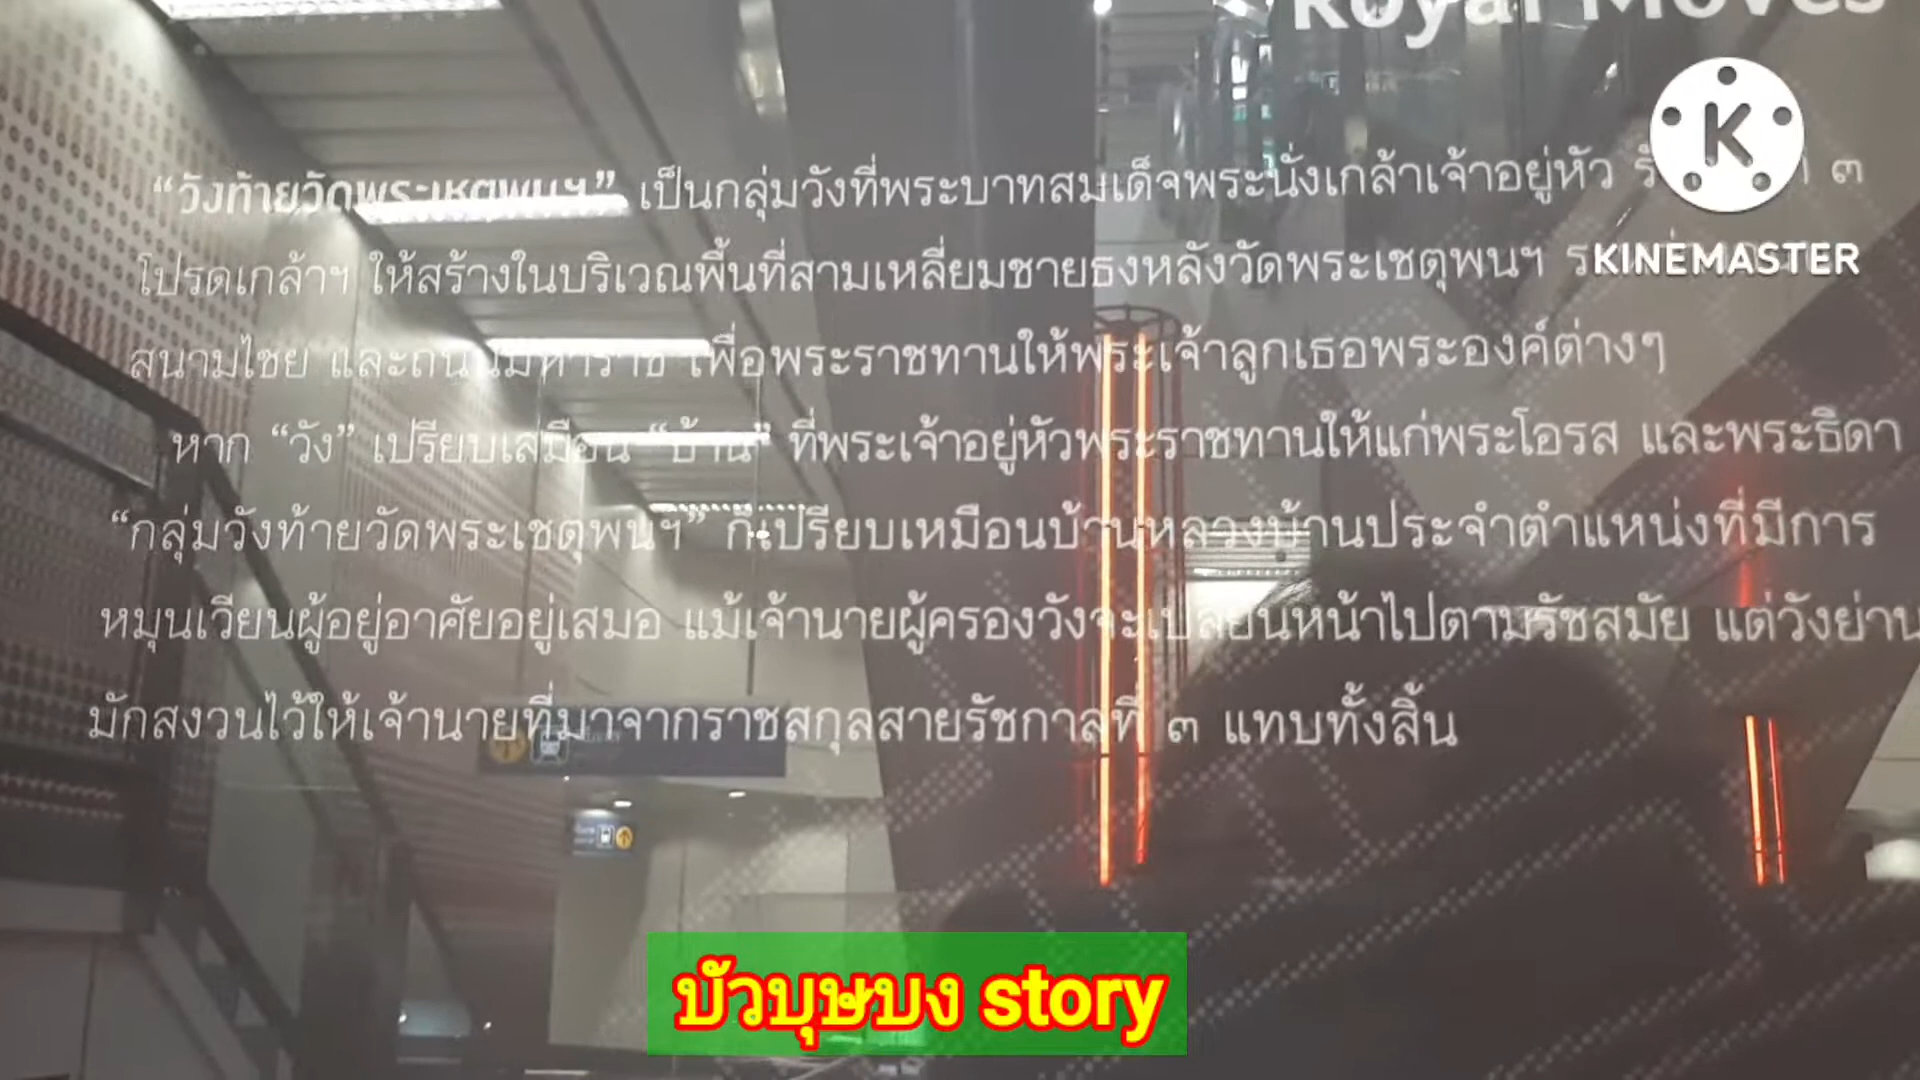 Royal Moves
KINEMASTER
“วังท้ายวัดพระเชตุพนฯ” เป็นกลุ่มวังที่พระบาทสมเด็จพระนั่งเกล้าเจ้าอยู่หัว ๓
โปรดเกล้าฯ ให้สร้างในบริเวณพื้นที่สามเหลี่ยมชายธงหลังวัดพระเชตุพนฯ
สนามไชย และถนนมหาราช เพื่อพระราชทานให้พระเจ้าลูกเธอพระองค์ต่างๆ
หาก “วัง” เปรียบเสมือน “บ้าน” ที่พระเจ้าอยู่หัวพระราชทานให้แก่พระโอรส และพระธิดา
“กลุ่มวังท้ายวัดพระเชตุพนฯ” ก็เปรียบเหมือนบ้านหลวงบ้านประจำตำแหน่งที่มีการ
หมุนเวียนผู้อยู่อาศัยอยู่เสมอ แม้เจ้านายผู้ครองวังจะเปลี่ยนหน้าไปตามรัชสมัย แต่วังย่าน
มักสงวนไว้ให้เจ้านายที่มาจากราชสกุลสายรัชกาลที่ ๓ แทบทั้งสิ้น
บัวบุษบง story